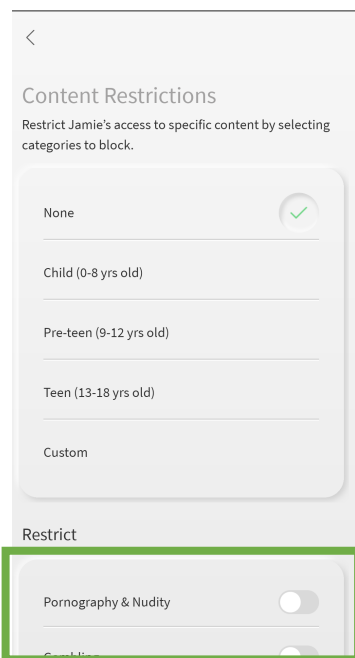 Content Restrictions
Restrict Jamie's access to specific content by selecting
categories to block.
None
Child (0-8 yrs old)
Pre-teen (9-12 yrs old)
Teen (13-18 yrs old)
Custom
Restrict
Pornography & Nudity
Gambling